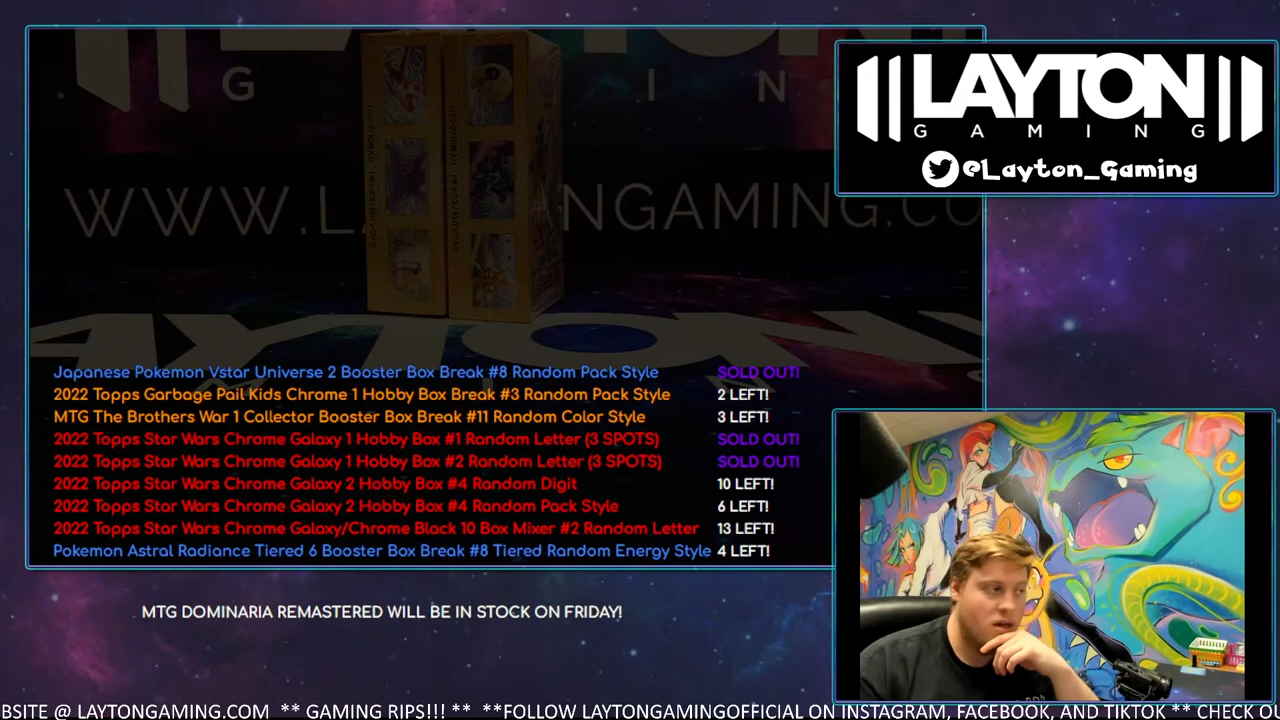 G I N
WWW.LAYTONGAMING.CO
LAYTON
Japanese Pokemon Vstar Universe 2 Booster Box Break #8 Random Pack Style SOLD OUT!
2022 Topps Garbage Pail Kids Chrome 1 Hobby Box Break #3 Random Pack Style 2 LEFT!
MTG The Brothers War 1 Collector Booster Box Break #11 Random Color Style 3 LEFT!
2022 Topps Star Wars Chrome Galaxy 1 Hobby Box #1 Random Letter (3 SPOTS) SOLD OUT!
2022 Topps Star Wars Chrome Galaxy 1 Hobby Box #2 Random Letter (3 SPOTS) SOLD OUT!
2022 Topps Star Wars Chrome Galaxy 2 Hobby Box #4 Random Digit 10 LEFT!
2022 Topps Star Wars Chrome Galaxy 2 Hobby Box #4 Random Pack Style 6 LEFT!
2022 Topps Star Wars Chrome Galaxy/Chrome Black 10 Box Mixer #2 Random Letter 13 LEFT!
Pokemon Astral Radiance Tiered 6 Booster Box Break #8 Tiered Random Energy Style 4 LEFT!
LAYTON
GAMING
@Layton_Gaming
MTG DOMINARIA REMASTERED WILL BE IN STOCK ON FRIDAY!
BSITE @ LAYTONGAMING.COM ** GAMING RIPS!!! ** **FOLLOW LAYTONGAMINGOFFICIAL ON INSTAGRAM, FACEBOOK, AND TIKTOK ** CHECK OU